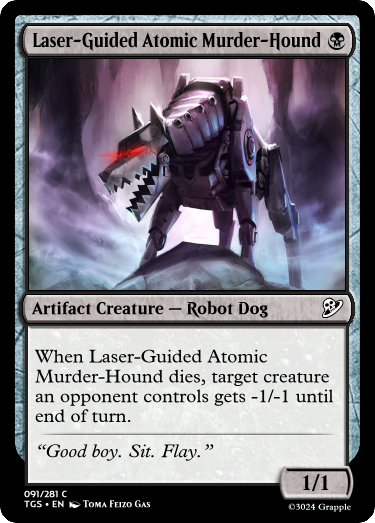 Laser-Guided Atomic Murder-Hound
Artifact Creature — Robot Dog
When Laser-Guided Atomic
Murder-Hound dies, target creature
an opponent controls gets -1/-1 until
end of turn.
“Good boy. Sit. Flay.”
1/1
091/281 C
TGS • EN Toma Feizo Gas
©3024 Grapple